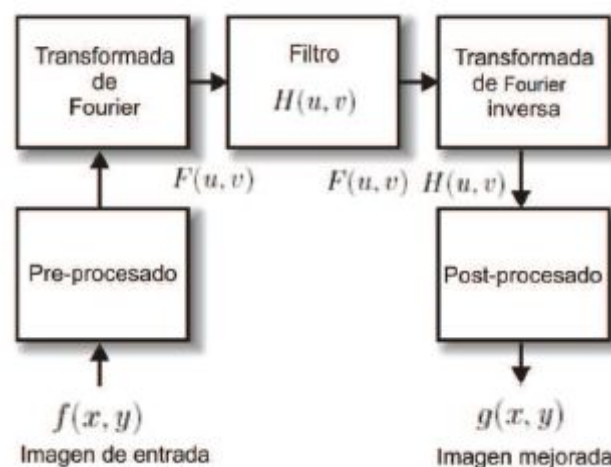 Transformada
de
Fourier
Filtro
H(u, v)
Transformada
de Fourier
inversa
F(u, v)
F(u, v) H(u, v)
Pre-procesado
Post-procesado
f(x, y)
Imagen de entrada
g(x, y)
Imagen mejorada